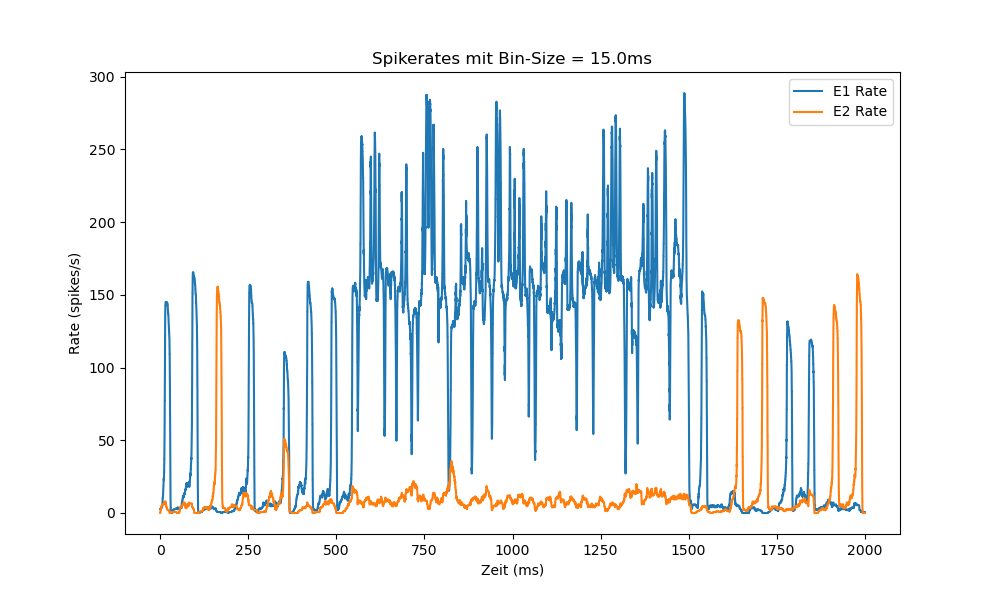 Spikerates mit Bin-Size = 15.0ms
300
250
200
150
100
50
0
Rate (spikes/s)
E1 Rate
E2 Rate
0 250 500 750 1000 1250 1500 1750 2000
Zeit (ms)